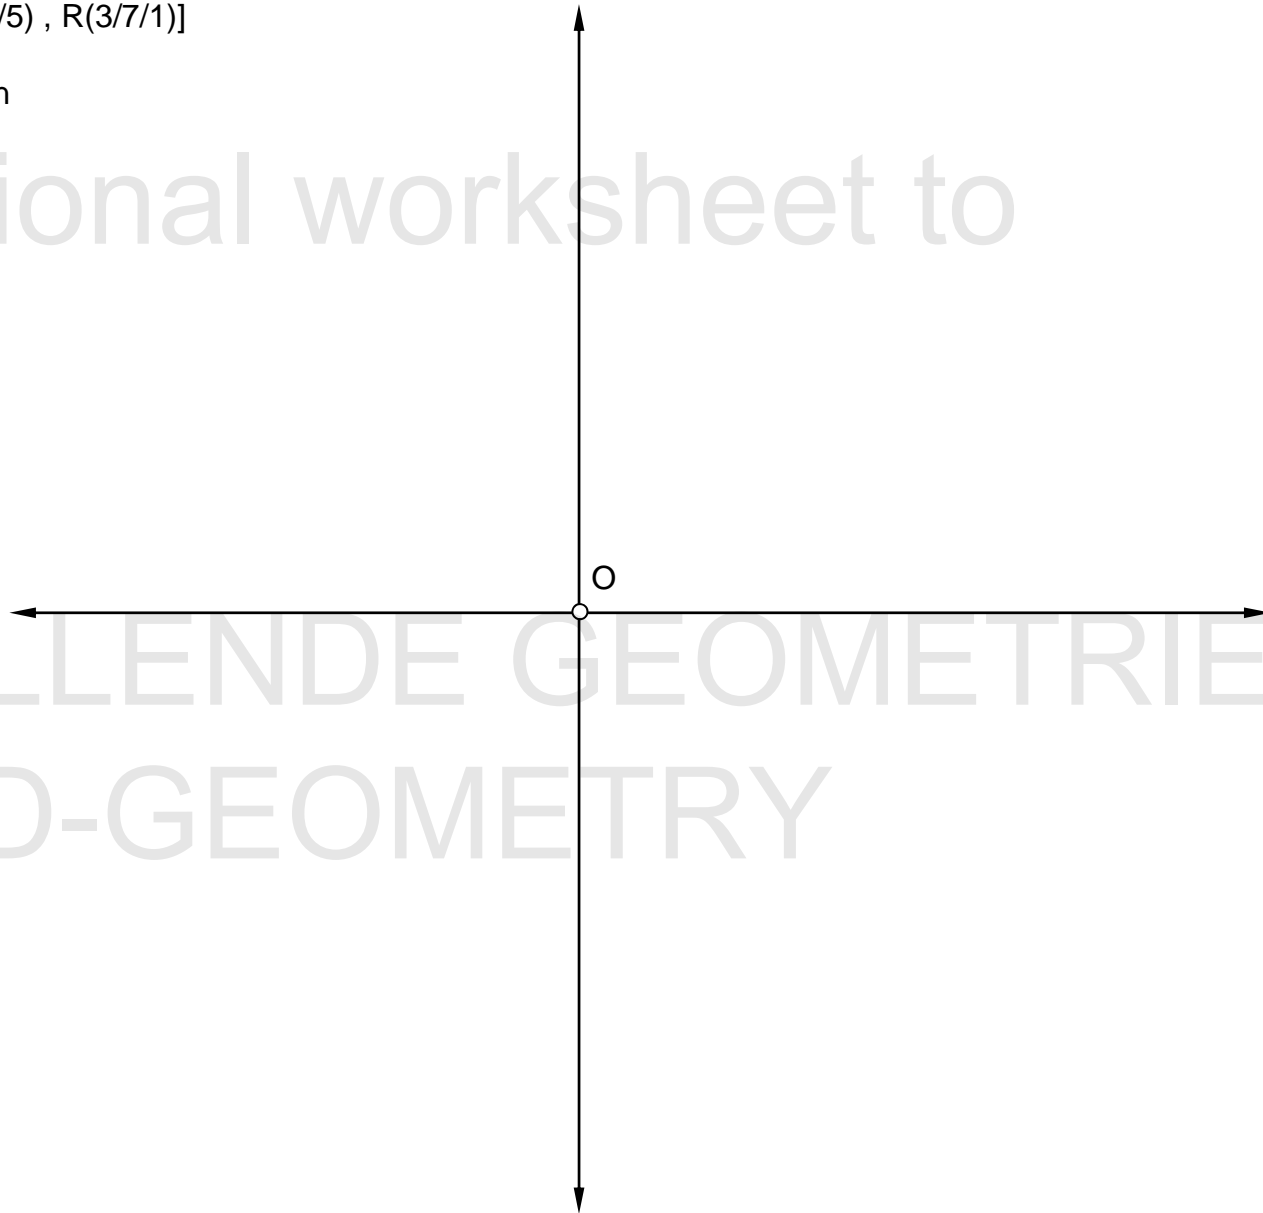 /5) , R(3/7/1)]
n
ional worksheet to
O
LLENDE GEOMETRIE
D-GEOMETRY